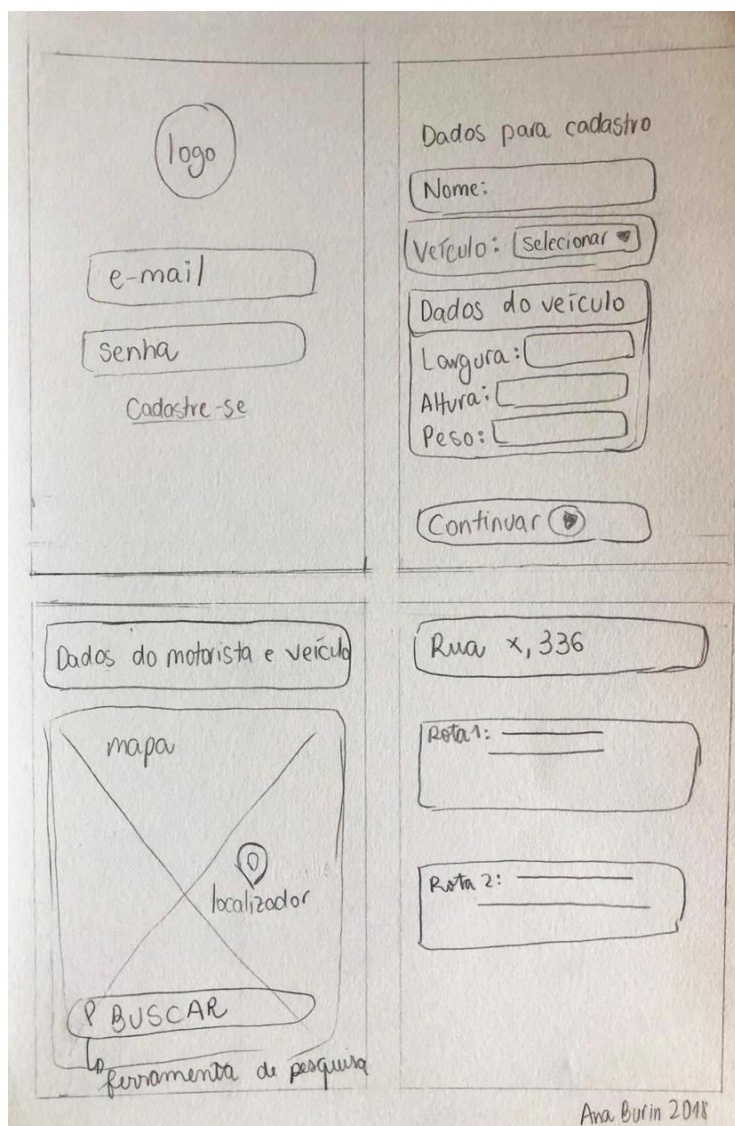 logo
e-mail
senha
Cadastre-se
Dados para cadastro
Nome:
Veículo: Selecionar
Dados do veículo
Largura:
Altura:
Peso:
Continuar
Dados do motorista e veículo
mapa
localizador
BUSCAR
ferramenta de pesquisa
Rua x, 336
Rota 1:
Rota 2:
Ana Burin 2018